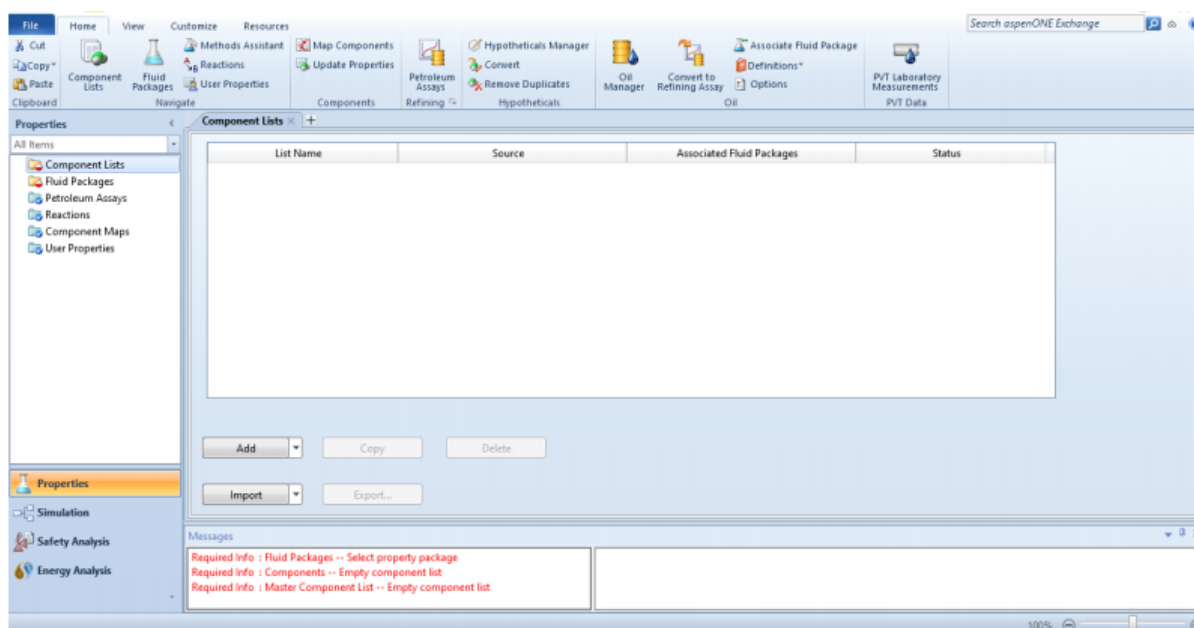 File Home View Customize Resources Search aspenONE Exchange
Cut Methods Assistant Map Components Hypotheticals Manager Associate Fluid Package
Copy Reactions Update Properties Convert Definitions
Paste Component Lists Fluid Packages User Properties Petroleum Assays Remove Duplicates Oil Manager Convert to Refining Assay Options PVT Laboratory Measurements
Clipboard Navigate Components Refining Hypotheticals Oil PVT Data
Properties Component Lists
All Items
List Name Source Associated Fluid Packages Status
Component Lists
Fluid Packages
Petroleum Assays
Reactions
Component Maps
User Properties
Add Copy Delete
Properties
Import Export...
Simulation
Messages
Safety Analysis
Required Info : Fluid Packages -- Select property package
Required Info : Components -- Empty component list
Energy Analysis
Required Info : Master Component List -- Empty component list
100%